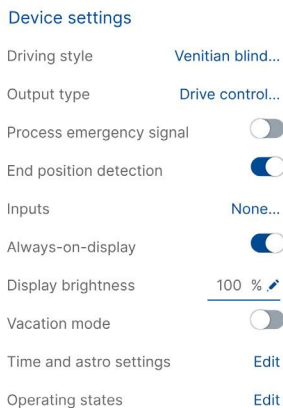 Device settings
Driving style Venitian blind...
Output type Drive control...
Process emergency signal
End position detection
Inputs None...
Always-on-display
Display brightness 100 %
Vacation mode
Time and astro settings Edit
Operating states Edit